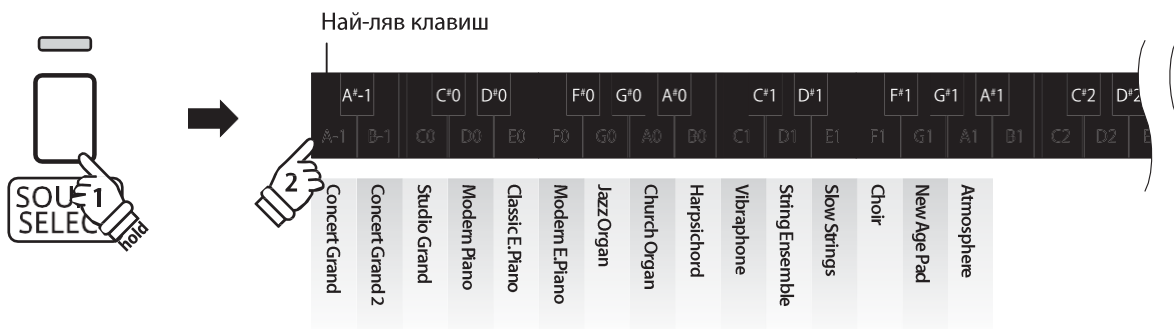 Най-ляв клавиш
A#-1 C#0 D#0 F#0 G#0 A#0 C#1 D#1 F#1 G#1 A#1 C#2 D#2
A-1 B-1 C0 D0 E0 F0 G0 A0 B0 C1 D1 E1 F1 G1 A1 B1 C2 D2 E
1
hold
2
Concert Grand
Concert Grand 2
Studio Grand
Modern Piano
Classic E.Piano
Modern E.Piano
Jazz Organ
Church Organ
Harpsichord
Vibraphone
String Ensemble
Slow Strings
Choir
New Age Pad
Atmosphere